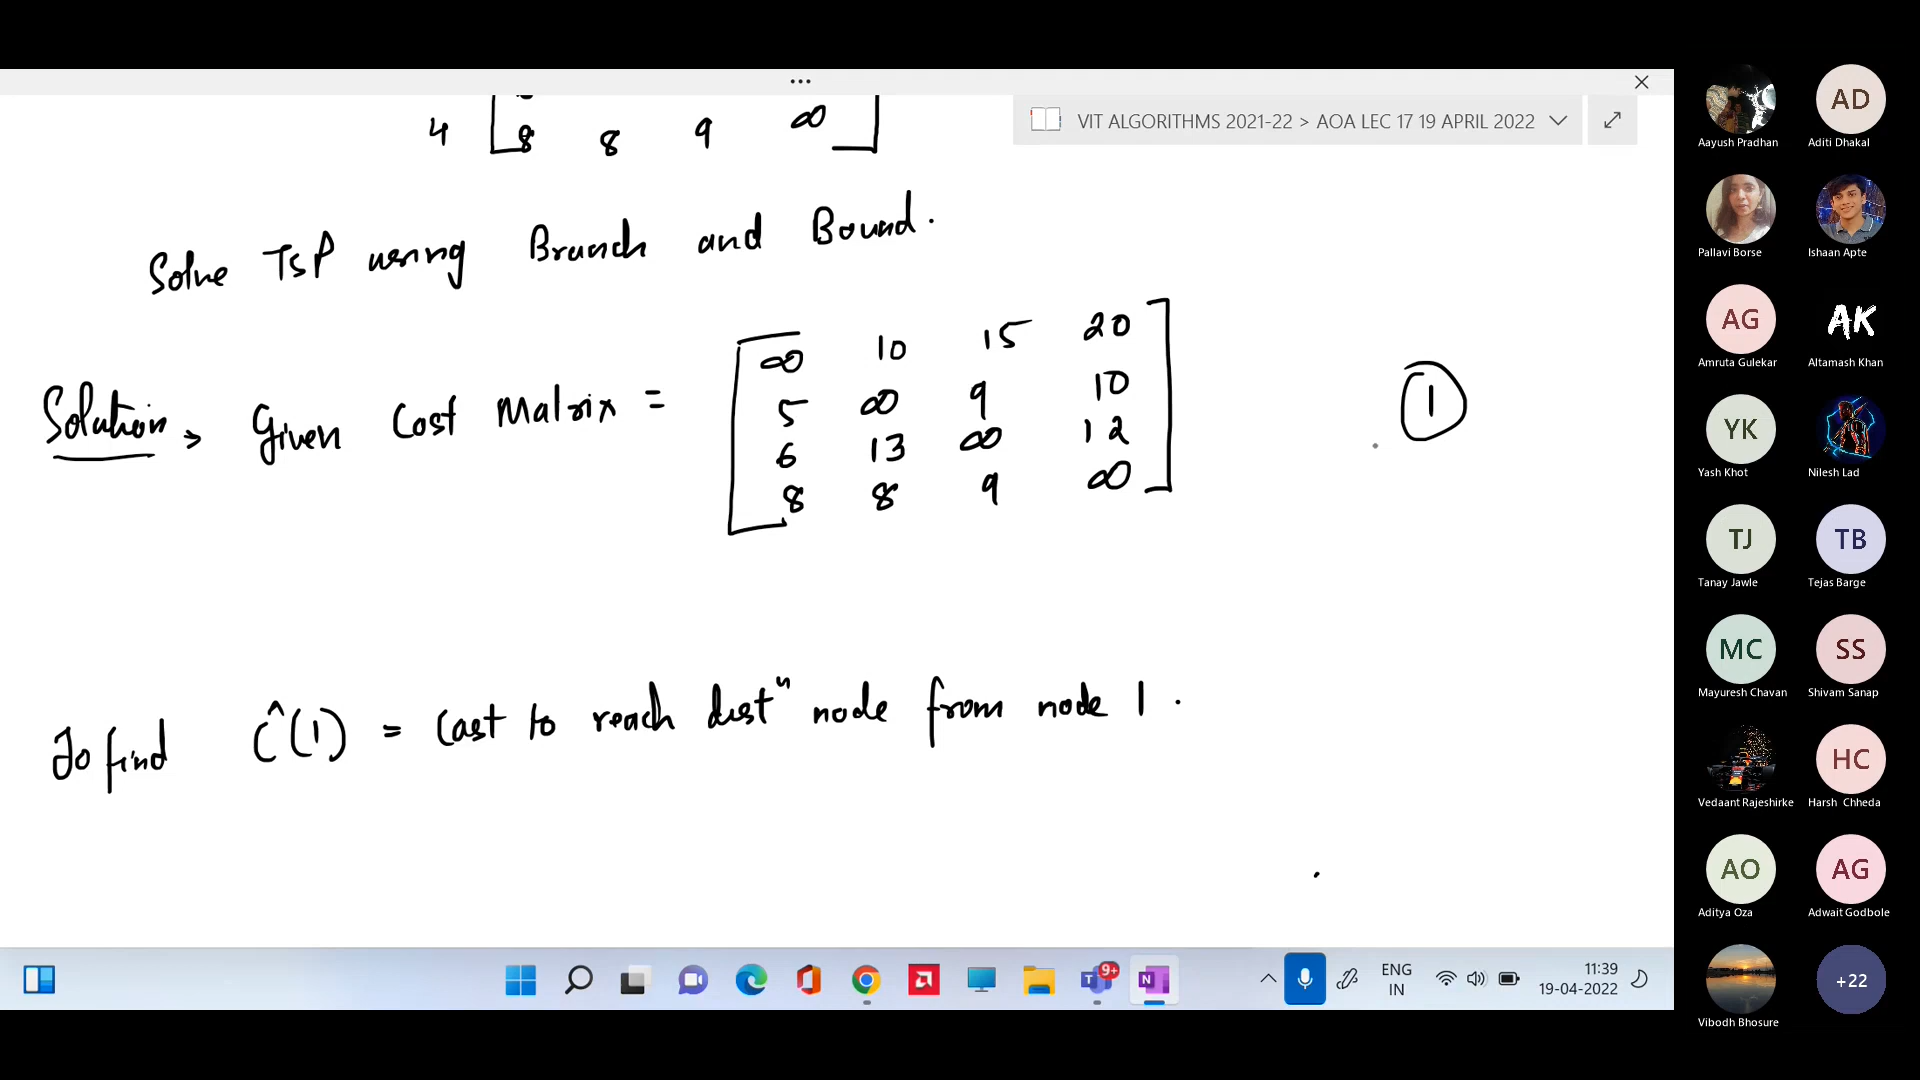 4 8 8 9 ∞
VIT ALGORITHMS 2021-22 > AOA LEC 17 19 APRIL 2022
Solve TSP using Branch and Bound.
Solution> Given Cost Matrix =
∞ 10 15 20
5 ∞ 9 10
6 13 ∞ 12
8 8 9 ∞
1
To find Ĉ(1) = Cost to reach destⁿ node from node 1.
AD
Aayush Pradhan
Aditi Dhakal
Pallavi Borse
Ishaan Apte
AG
AK
Amruta Gulekar
Altamash Khan
YK
Yash Khot
Nilesh Lad
TJ
TB
Tanay Jawle
Tejas Barge
MC
SS
Mayuresh Chavan
Shivam Sanap
HC
Vedaant Rajeshirke
Harsh Chheda
AO
AG
Aditya Oza
Adwait Godbole
+22
Vibodh Bhosure
9+
ENG
IN
11:39
19-04-2022